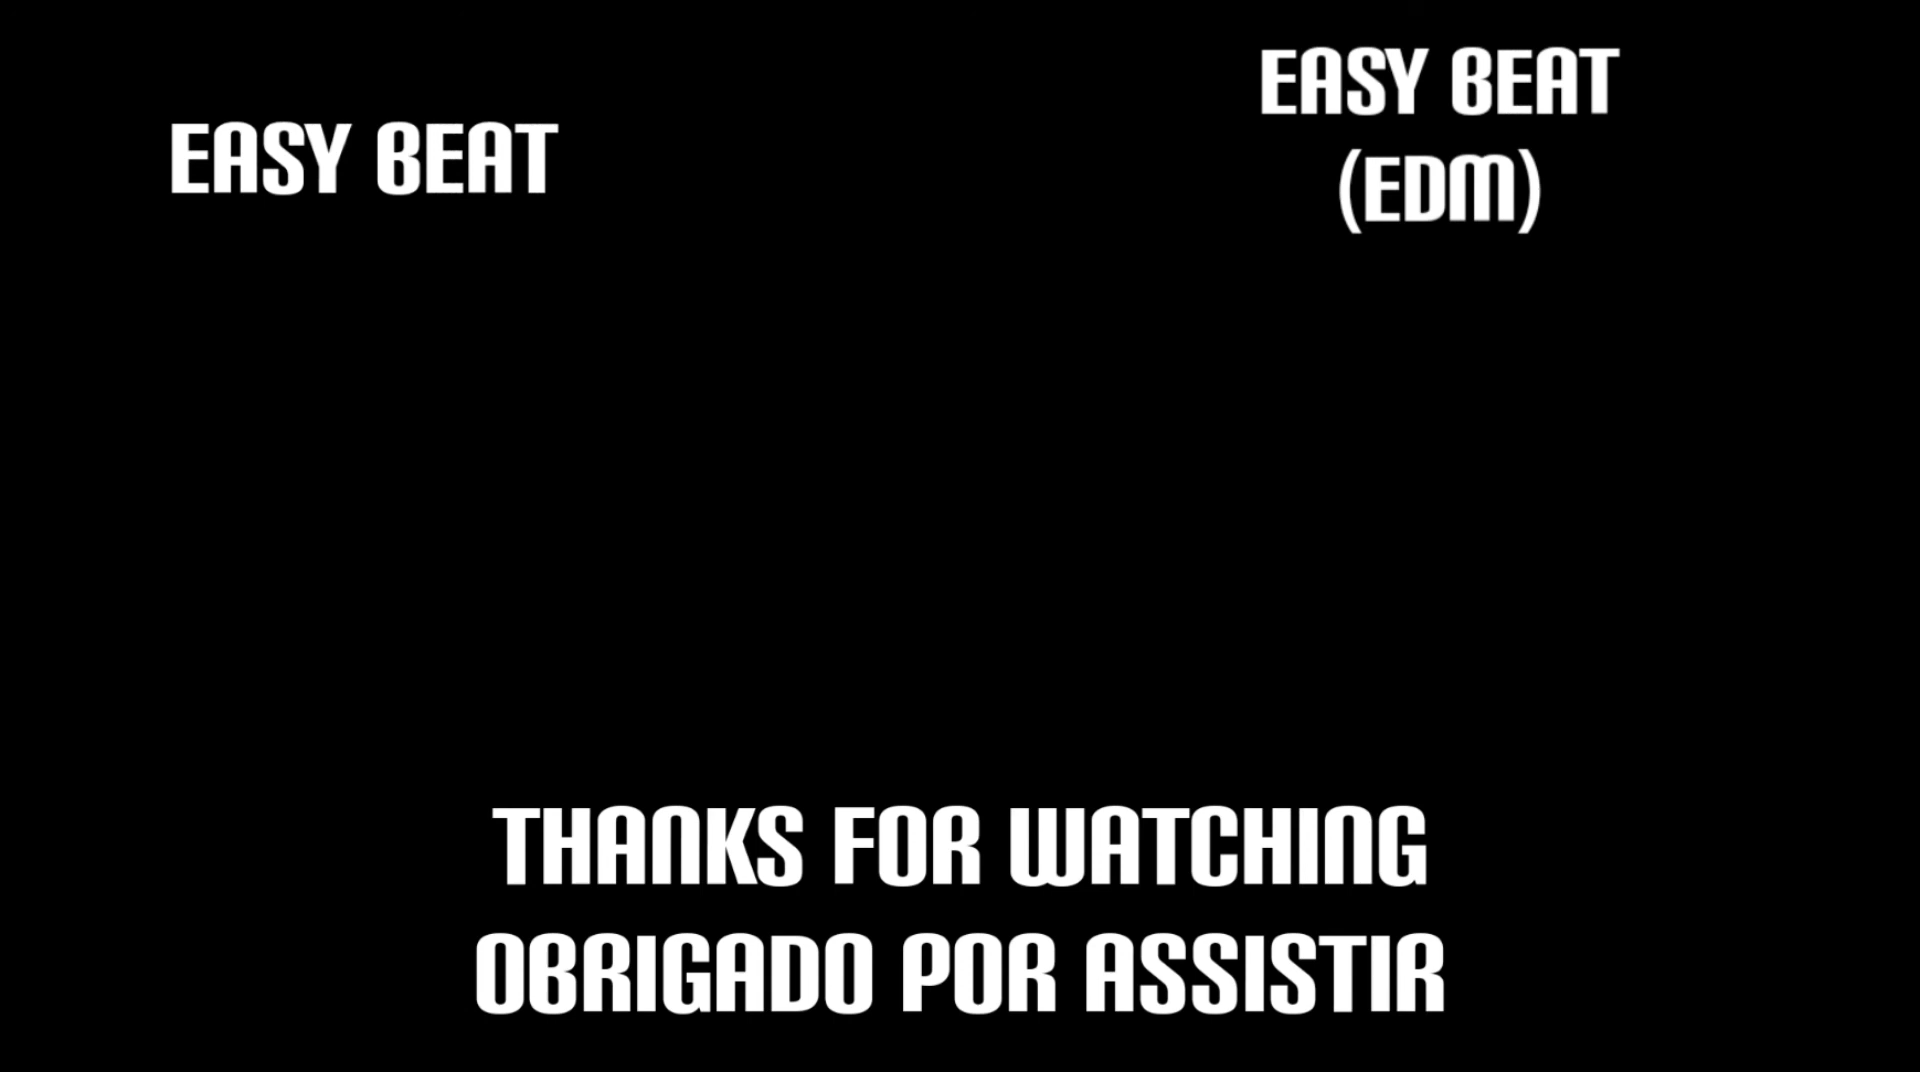 EASY BEAT
EASY BEAT
(EDM)
THANKS FOR WATCHING
OBRIGADO POR ASSISTIR